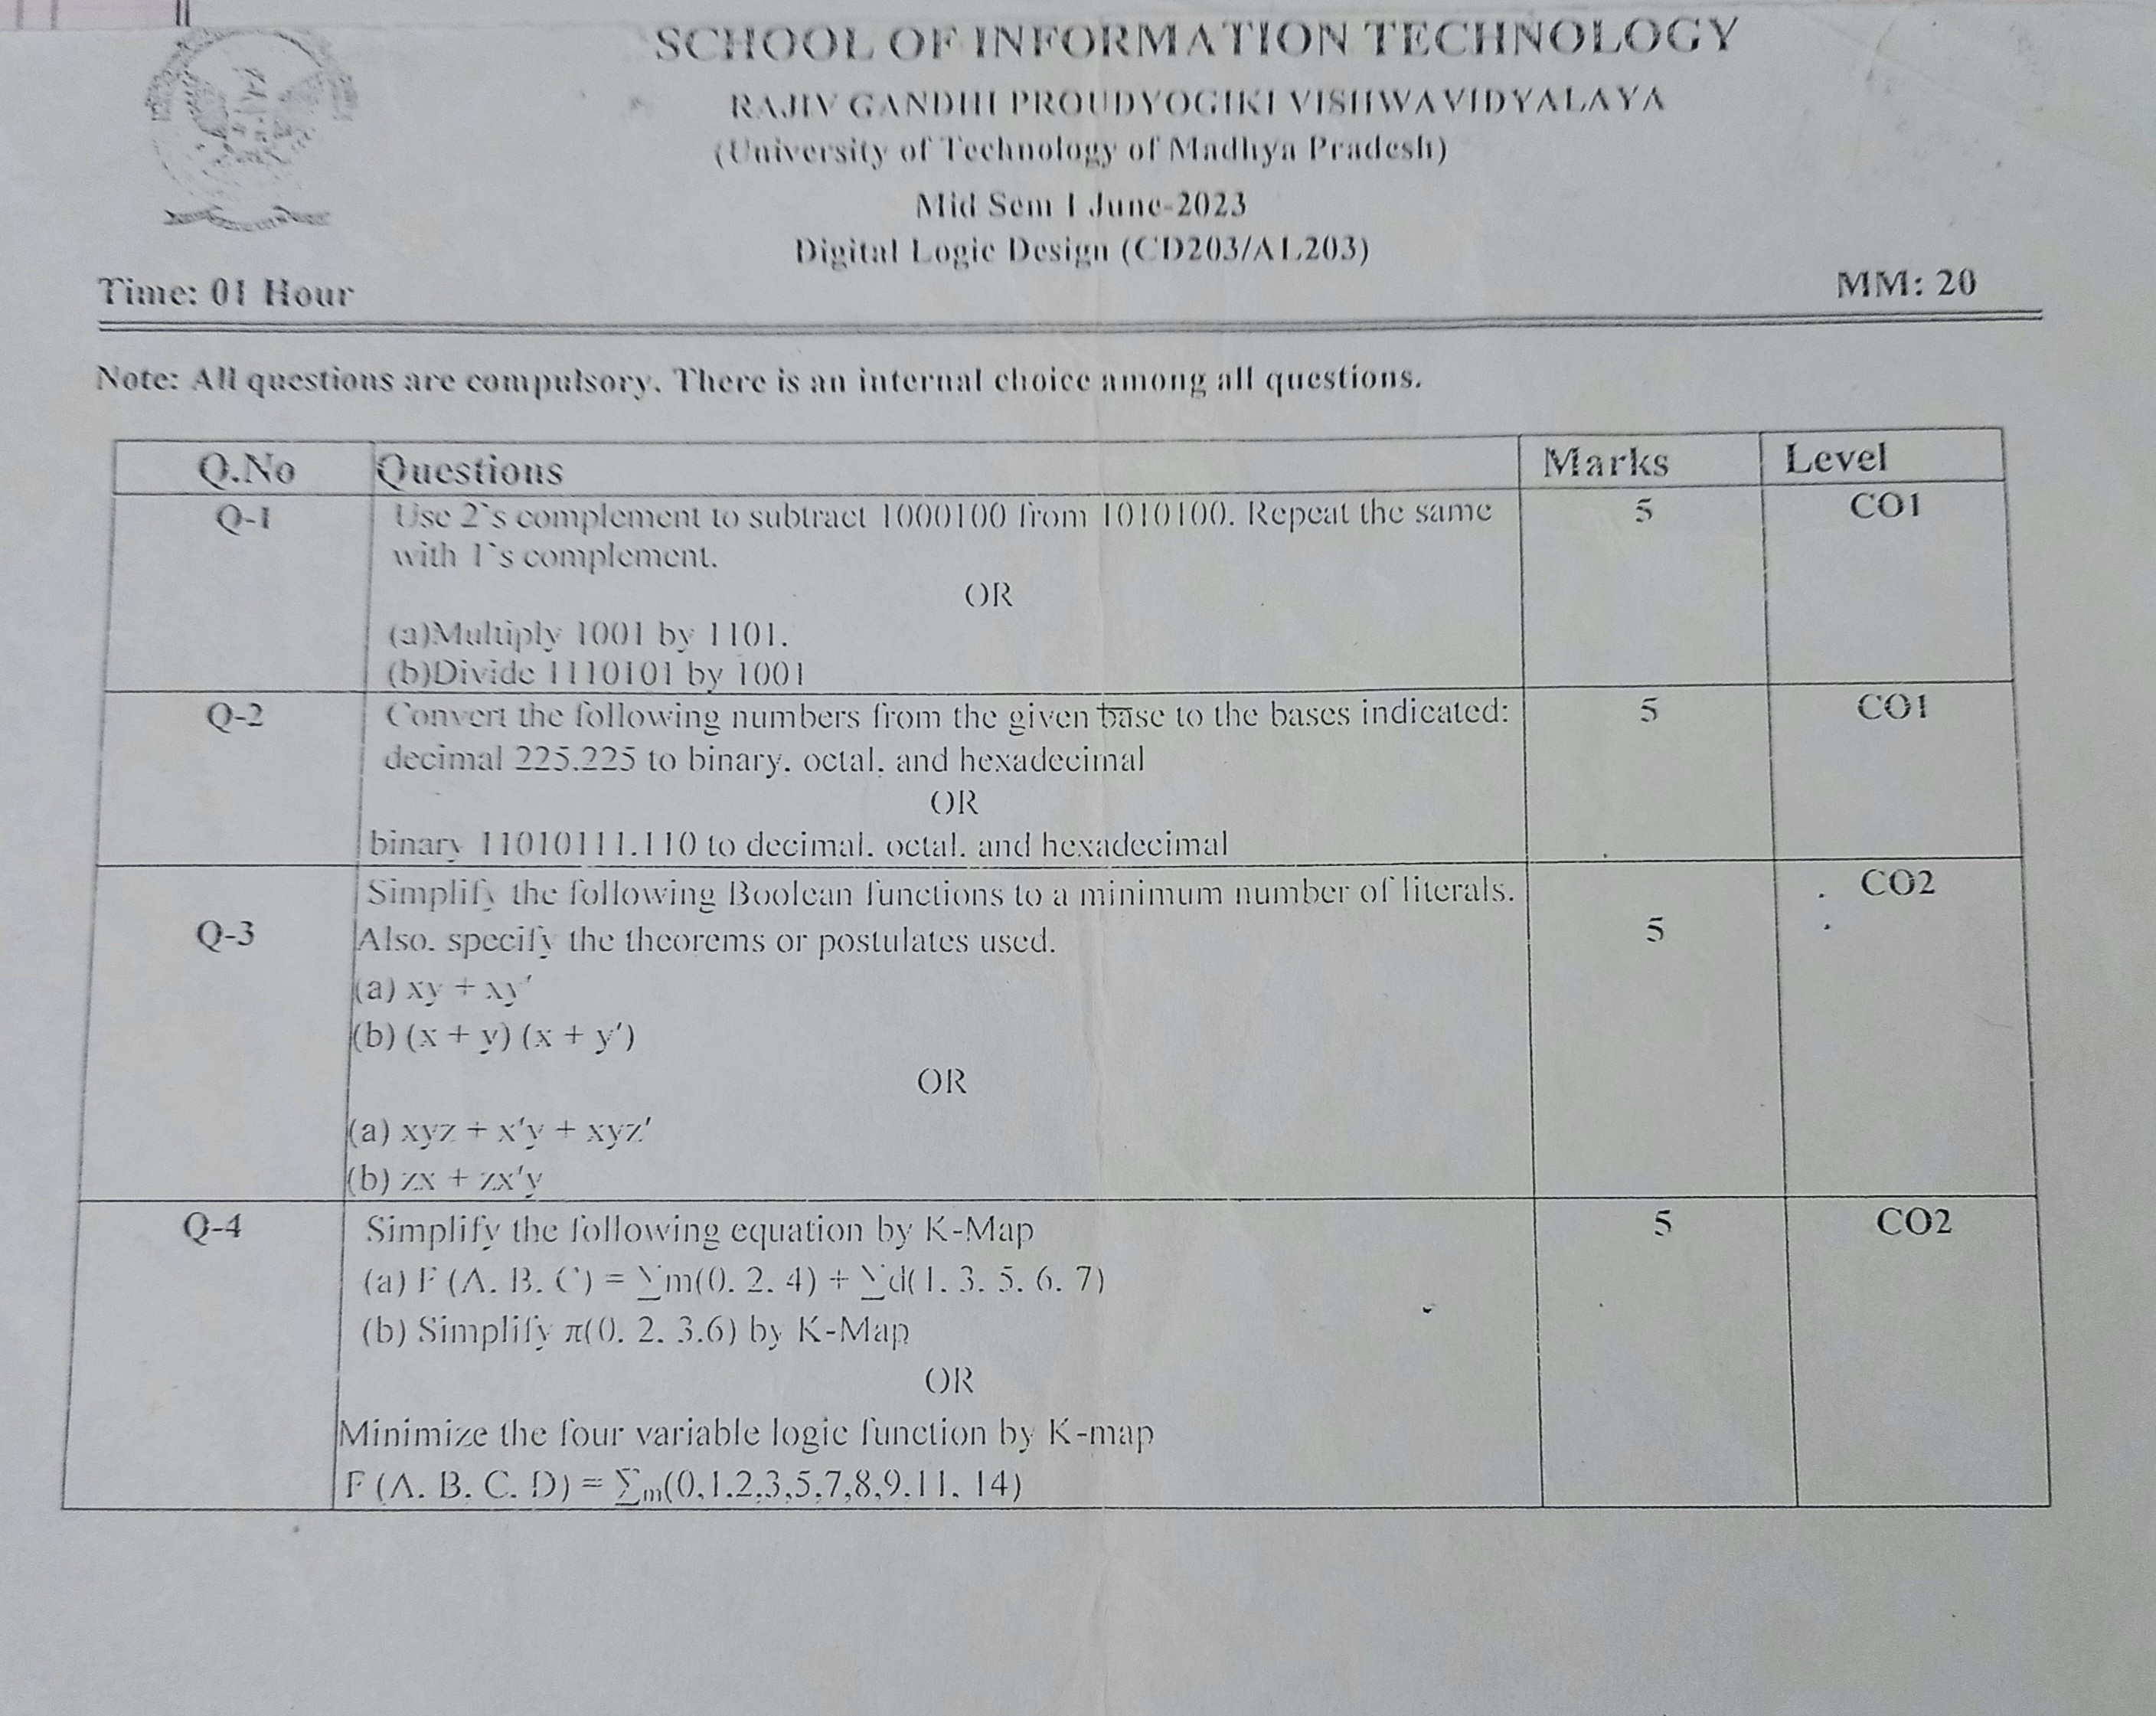 SCHOOL OF INFORMATION TECHNOLOGY
RAJIV GANDHI PROUDYOGIKI VISHWAVIDYALAYA
(University of Technology of Madhya Pradesh)
Mid Sem I June-2023
Digital Logic Design (CD203/AL203)
Time: 01 Hour MM: 20
Note: All questions are compulsory. There is an internal choice among all questions.
Q.No Questions Marks Level
Q-1 Use 2`s complement to subtract 1000100 from 1010100. Repeat the same 5 CO1
with 1`s complement.
OR
(a)Multiply 1001 by 1101.
(b)Divide 1110101 by 1001
Q-2 Convert the following numbers from the given base to the bases indicated: 5 CO1
decimal 225.225 to binary, octal, and hexadecimal
OR
binary 11010111.110 to decimal, octal, and hexadecimal
Simplify the following Boolean functions to a minimum number of literals. CO2
Q-3 Also, specify the theorems or postulates used. 5
(a) xy + xy′
(b) (x + y) (x + y′)
OR
(a) xyz + x′y + xyz′
(b) zx + zx′y
Q-4 Simplify the following equation by K-Map 5 CO2
(a) F (A, B, C) = ∑m(0, 2, 4) + ∑d(1, 3, 5, 6, 7)
(b) Simplify π(0, 2, 3,6) by K-Map
OR
Minimize the four variable logic function by K-map
F (A, B, C, D) = ∑m(0,1,2,3,5,7,8,9,11, 14)